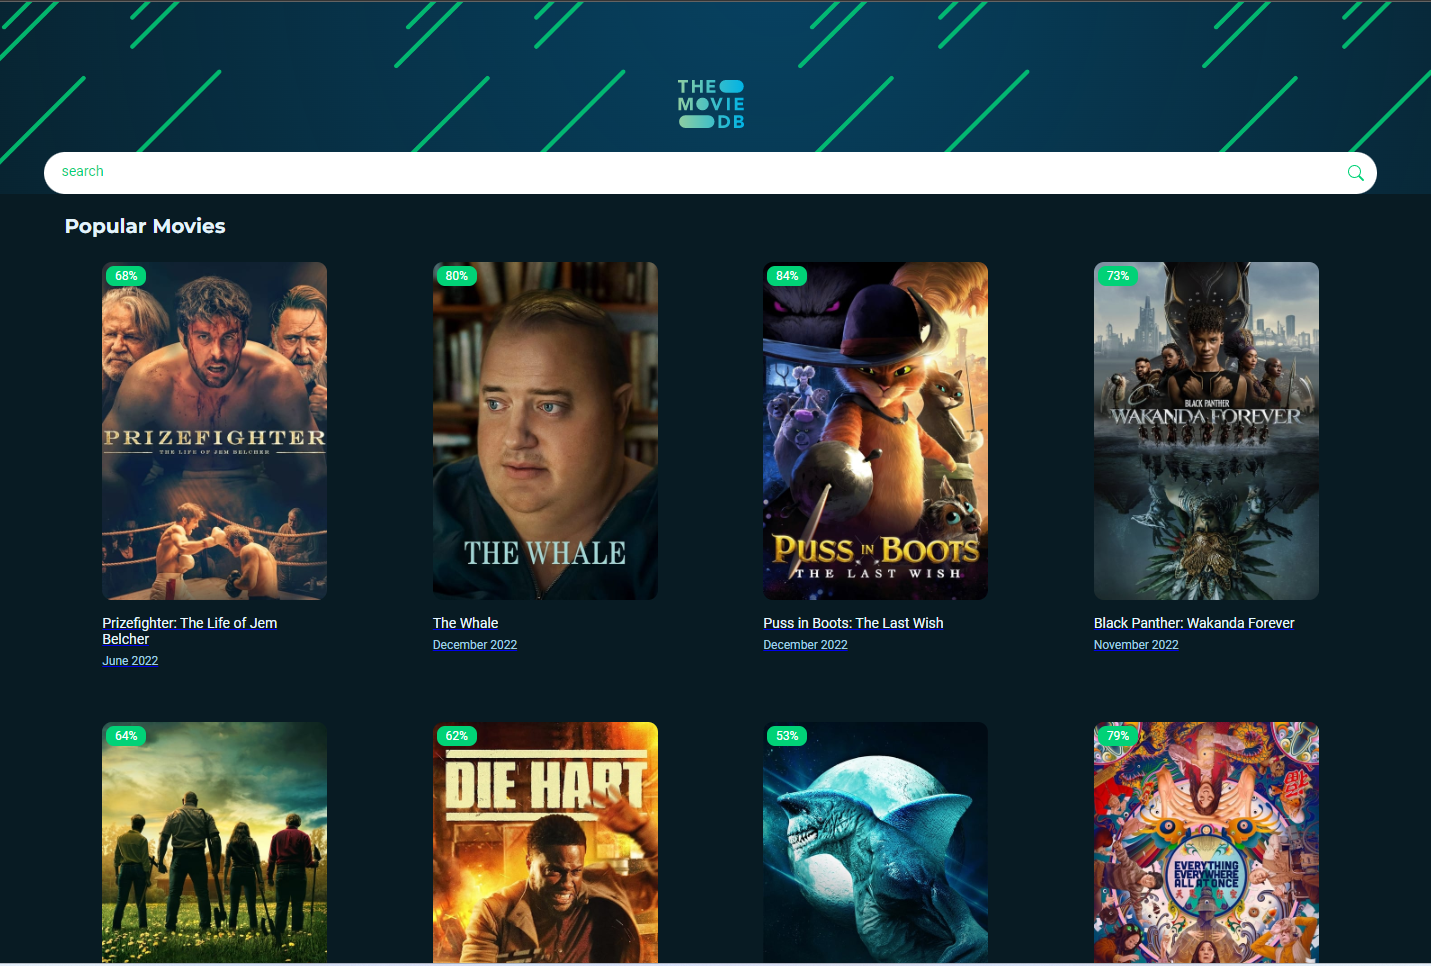 THE
MOVIE
DB
search
Popular Movies
68%
PRIZEFIGHTER
THE LIFE OF JEM BELCHER
Prizefighter: The Life of Jem
Belcher
June 2022
80%
THE WHALE
The Whale
December 2022
84%
PUSS IN BOOTS
THE LAST WISH
Puss in Boots: The Last Wish
December 2022
73%
BLACK PANTHER
WAKANDA FOREVER
Black Panther: Wakanda Forever
November 2022
64%
62%
DIE HART
53%
79%
EVERYTHING
EVERYWHERE
ALL AT ONCE